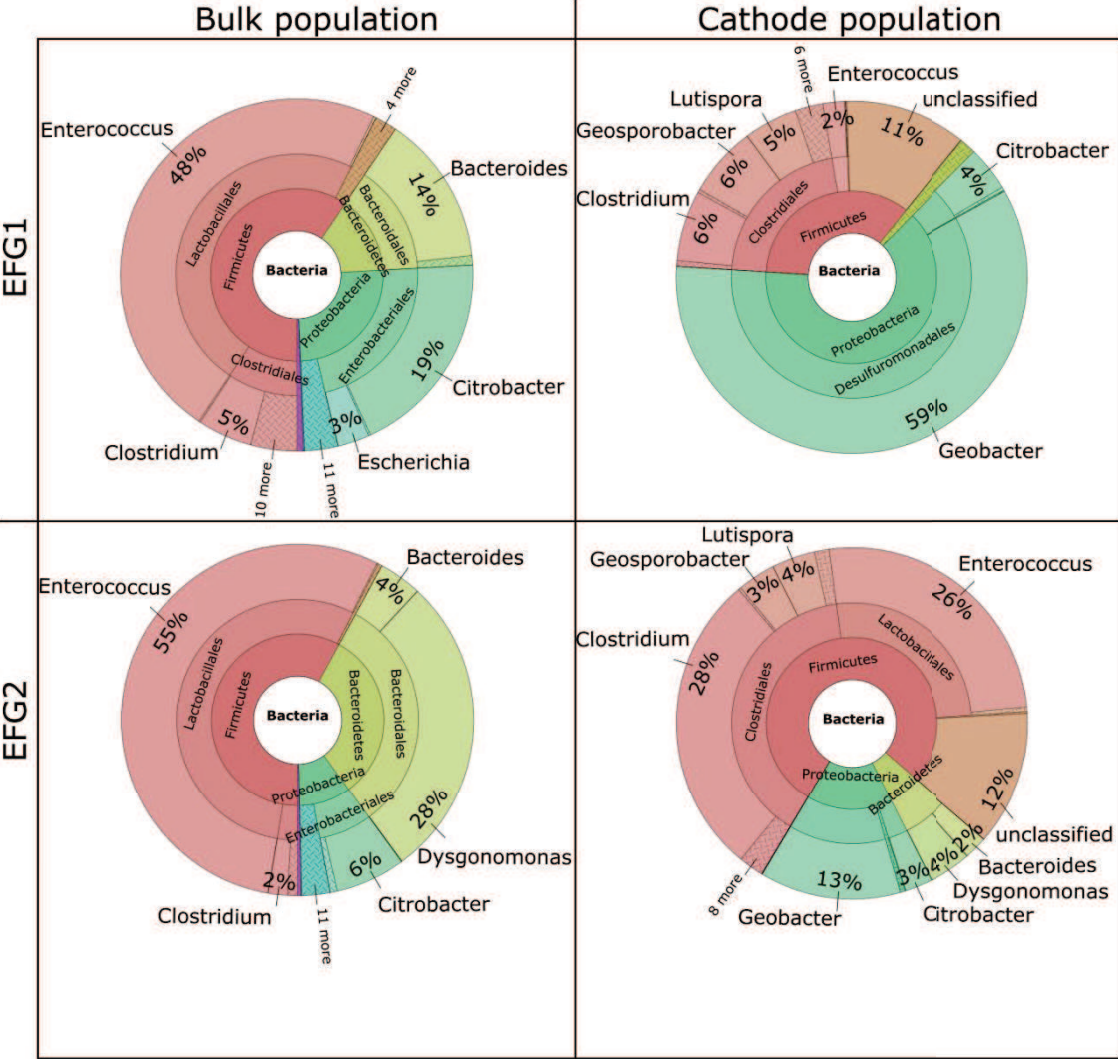 Bulk population
Cathode population
EFG1
Enterococcus
48%
4 more
Bacteroides
14%
Lactobacillales
Firmicutes
Bacteroidetes
Bacteroidales
Bacteria
Proteobacteria
Enterobacteriales
19%
Citrobacter
Clostridiales
5%
3%
Clostridium
Escherichia
10 more
11 more
6 more
Enterococcus
2%
unclassified
11%
Lutispora
5%
Geosporobacter
6%
Citrobacter
4%
Clostridium
6%
Clostridiales
Firmicutes
Bacteria
Proteobacteria
Desulfuromonadales
59%
Geobacter
EFG2
Enterococcus
55%
Bacteroides
4%
Lactobacillales
Firmicutes
Bacteroidetes
Bacteroidales
Bacteria
Proteobacteria
Enterobacteriales
28%
Dysgonomonas
6%
Citrobacter
2%
Clostridium
11 more
Lutispora
4%
Geosporobacter
3%
Enterococcus
26%
Clostridium
28%
Lactobacillales
Firmicutes
Clostridiales
Bacteria
Proteobacteria
Bacteroidetes
12%
unclassified
2%
Bacteroides
4%
Dysgonomonas
3%
Citrobacter
13%
Geobacter
8 more